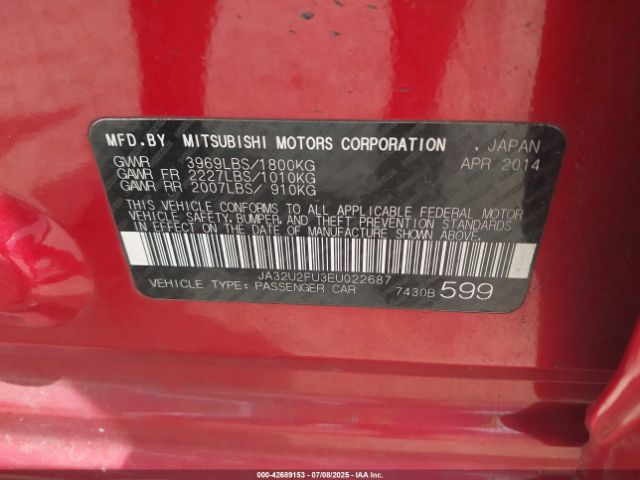 MFD.BY MITSUBISHI MOTORS CORPORATION . JAPAN
GVWR 3969LBS/1800KG APR 2014
GAWR FR 2227LBS/1010KG
GAWR RR 2007LBS/ 910KG
THIS VEHICLE CONFORMS TO ALL APPLICABLE FEDERAL MOTOR
VEHICLE SAFETY, BUMPER, AND THEFT PREVENTION STANDARDS
IN EFFECT ON THE DATE OF MANUFACTURE SHOWN ABOVE.
JA32U2FU3EU022687
VEHICLE TYPE: PASSENGER CAR 7430B 599
000-42689153 07/08/2025 - IAAI.com